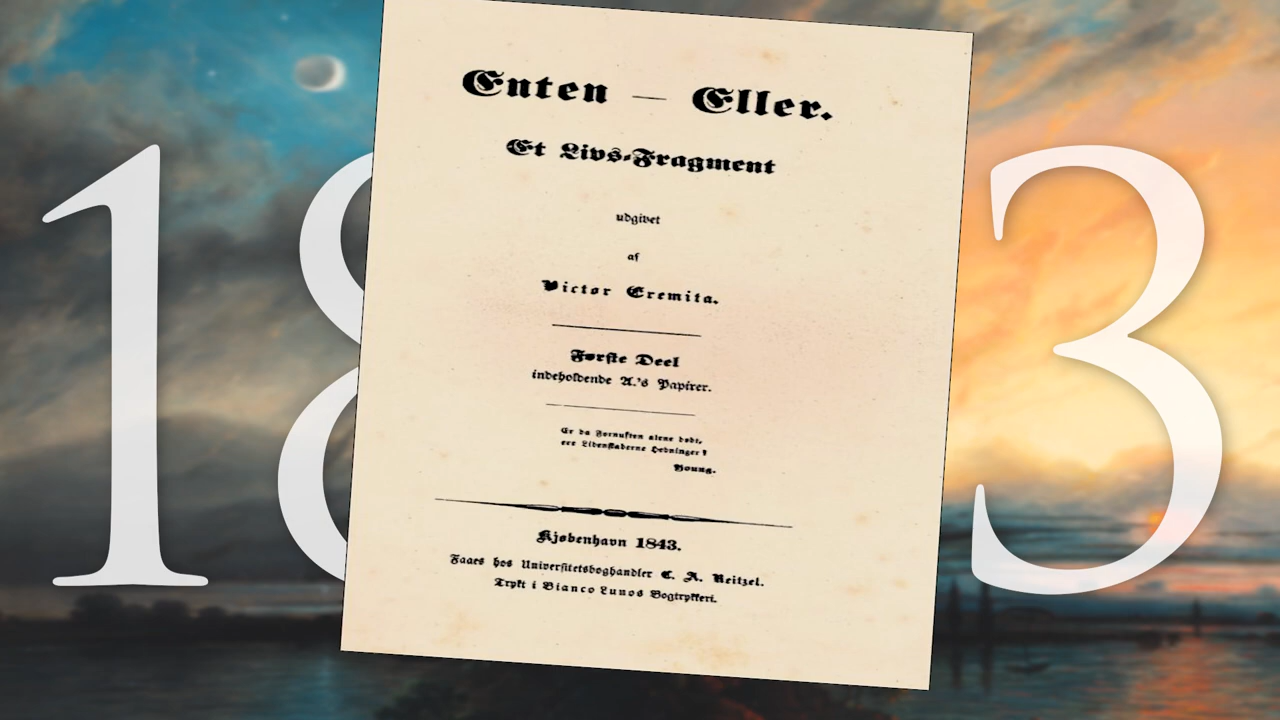 18 3
Enten — Eller.
Et Livs-Fragment
udgivet
af
Victor Eremita.
Første Deel
indeholdende A.'s Papirer.
Er da Fornuften alene døbt,
ere Lidenskaberne Hedninger?
Young.
Kjøbenhavn 1843.
Faaes hos Universitetsboghandler C. A. Reitzel.
Trykt i Bianco Lunos Bogtrykkeri.